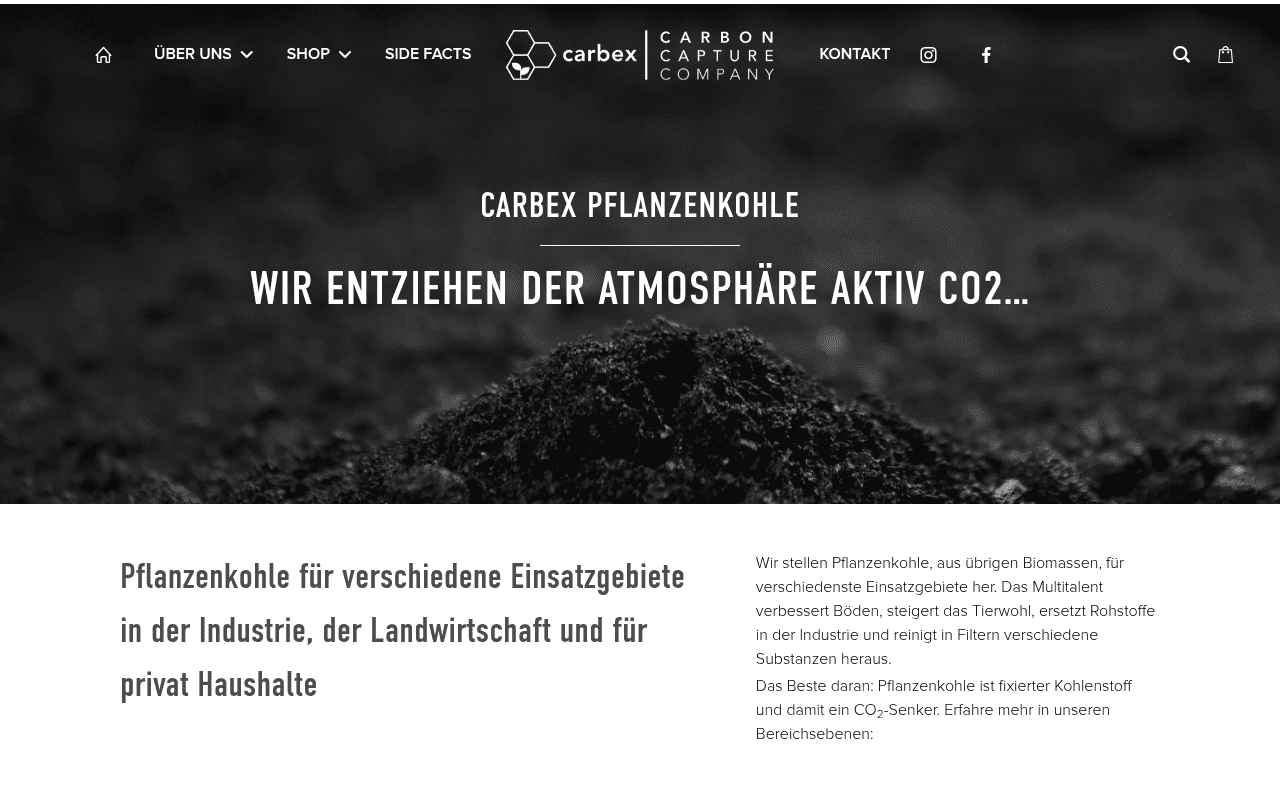 ÜBER UNS
SHOP
SIDE FACTS
carbex
CARBON
CAPTURE
COMPANY
KONTAKT
CARBEX PFLANZENKOHLE
WIR ENTZIEHEN DER ATMOSPHÄRE AKTIV CO2...
Pflanzenkohle für verschiedene Einsatzgebiete
in der Industrie, der Landwirtschaft und für
privat Haushalte
Wir stellen Pflanzenkohle, aus übrigen Biomassen, für
verschiedenste Einsatzgebiete her. Das Multitalent
verbessert Böden, steigert das Tierwohl, ersetzt Rohstoffe
in der Industrie und reinigt in Filtern verschiedene
Substanzen heraus.
Das Beste daran: Pflanzenkohle ist fixierter Kohlenstoff
und damit ein CO₂-Senker. Erfahre mehr in unseren
Bereichsebenen: